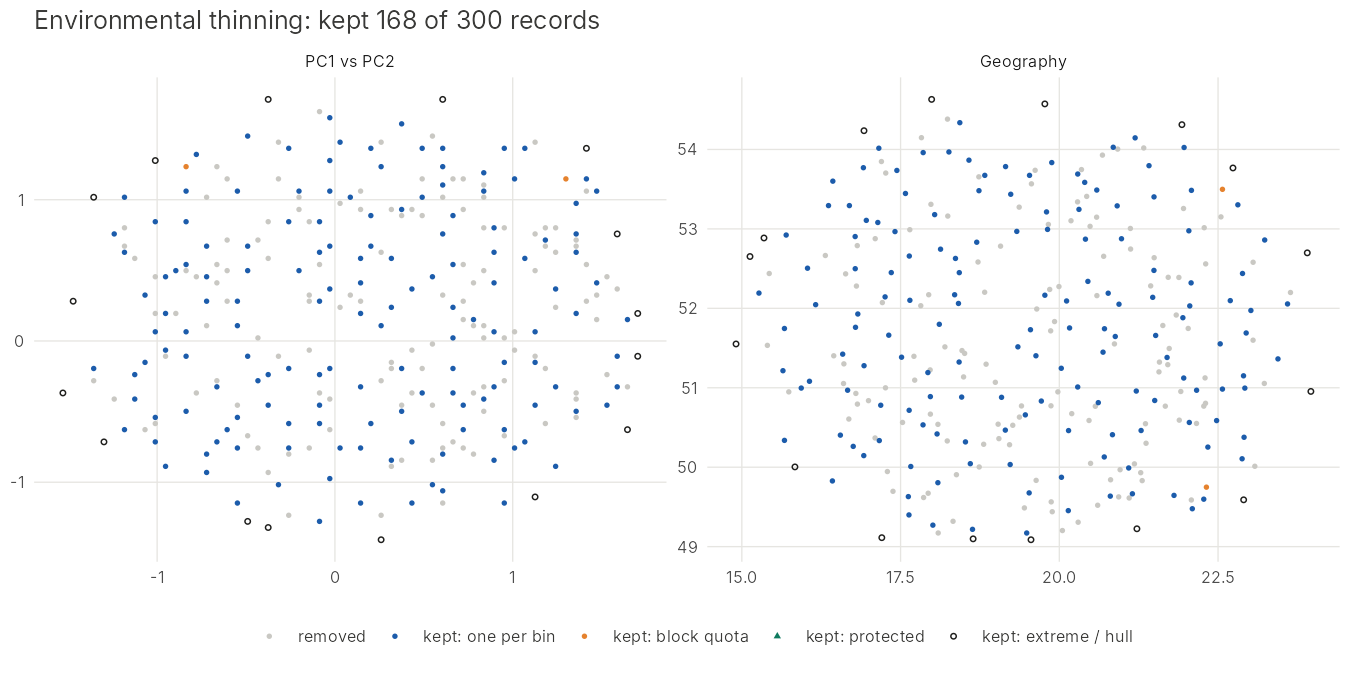 Environmental thinning: kept 168 of 300 records
PC1 vs PC2
Geography
1
0
-1
-1
0
1
54
53
52
51
50
49
15.0
17.5
20.0
22.5
removed
kept: one per bin
kept: block quota
kept: protected
kept: extreme / hull